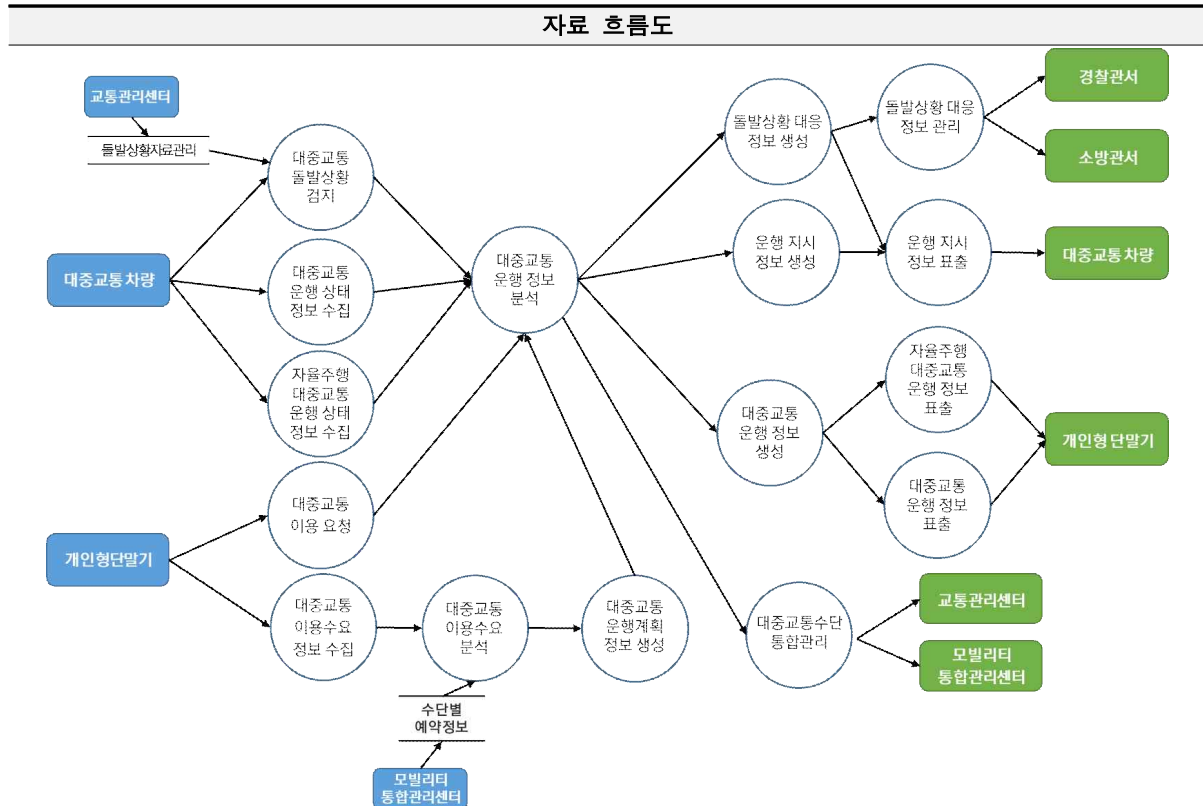 자료 흐름도
교통관리센터
돌발상황자료관리
대중교통
돌발상황
검지
대중교통 차량
대중교통
운행 상태
정보 수집
자율주행
대중교통
운행 상태
정보 수집
대중교통
이용 요청
개인형단말기
대중교통
이용수요
정보 수집
대중교통
이용수요
분석
수단별
예약정보
모빌리티
통합관리센터
대중교통
운행계획
정보 생성
대중교통
운행 정보
분석
돌발상황 대응
정보 생성
돌발상황 대응
정보 관리
경찰관서
소방관서
운행 지시
정보 생성
운행 지시
정보 표출
대중교통 차량
대중교통
운행 정보
생성
자율주행
대중교통
운행 정보
표출
대중교통
운행 정보
표출
개인형 단말기
대중교통수단
통합관리
교통관리센터
모빌리티
통합관리센터